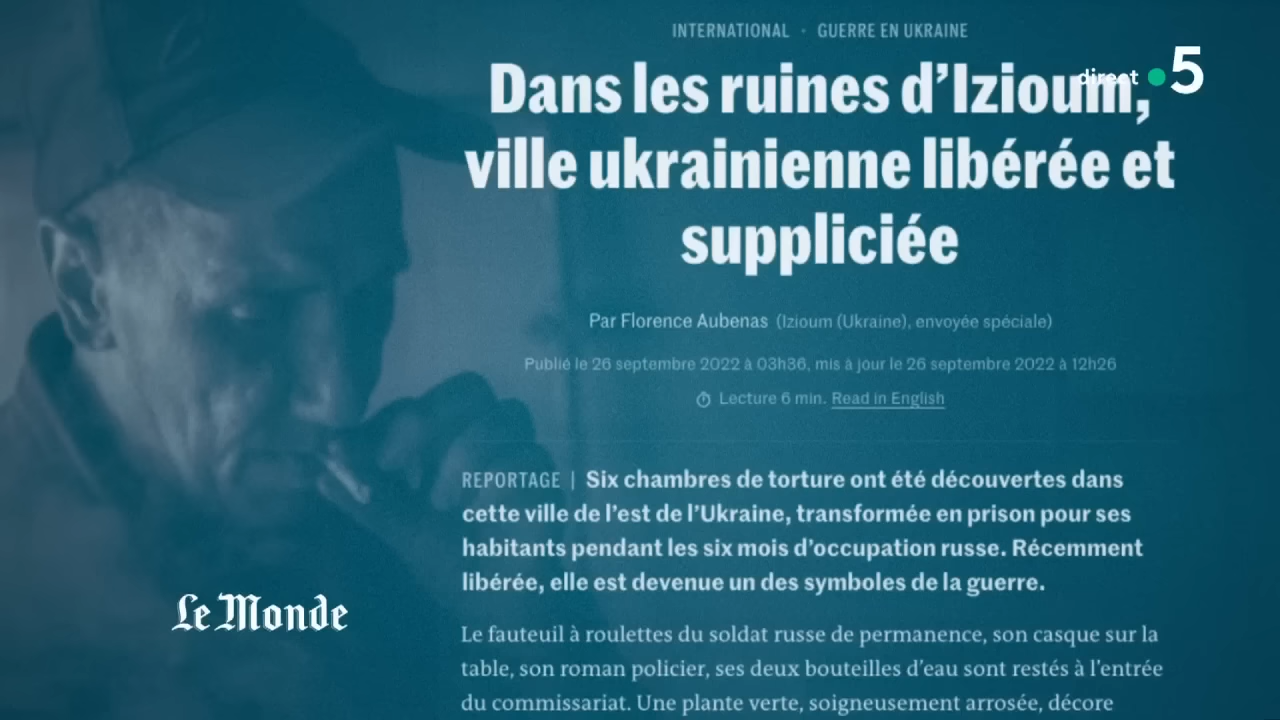 INTERNATIONAL • GUERRE EN UKRAINE
Dans les ruines d’Izioum,
direct 5
ville ukrainienne libérée et
suppliciée
Par Florence Aubenas (Izioum (Ukraine), envoyée spéciale)
Publié le 26 septembre 2022 à 03h36, mis à jour le 26 septembre 2022 à 12h26
Lecture 6 min. Read in English
REPORTAGE | Six chambres de torture ont été découvertes dans
cette ville de l’est de l’Ukraine, transformée en prison pour ses
habitants pendant les six mois d’occupation russe. Récemment
libérée, elle est devenue un des symboles de la guerre.
Le Monde
Le fauteuil à roulettes du soldat russe de permanence, son casque sur la
table, son roman policier, ses deux bouteilles d’eau sont restés à l’entrée
du commissariat. Une plante verte, soigneusement arrosée, décore